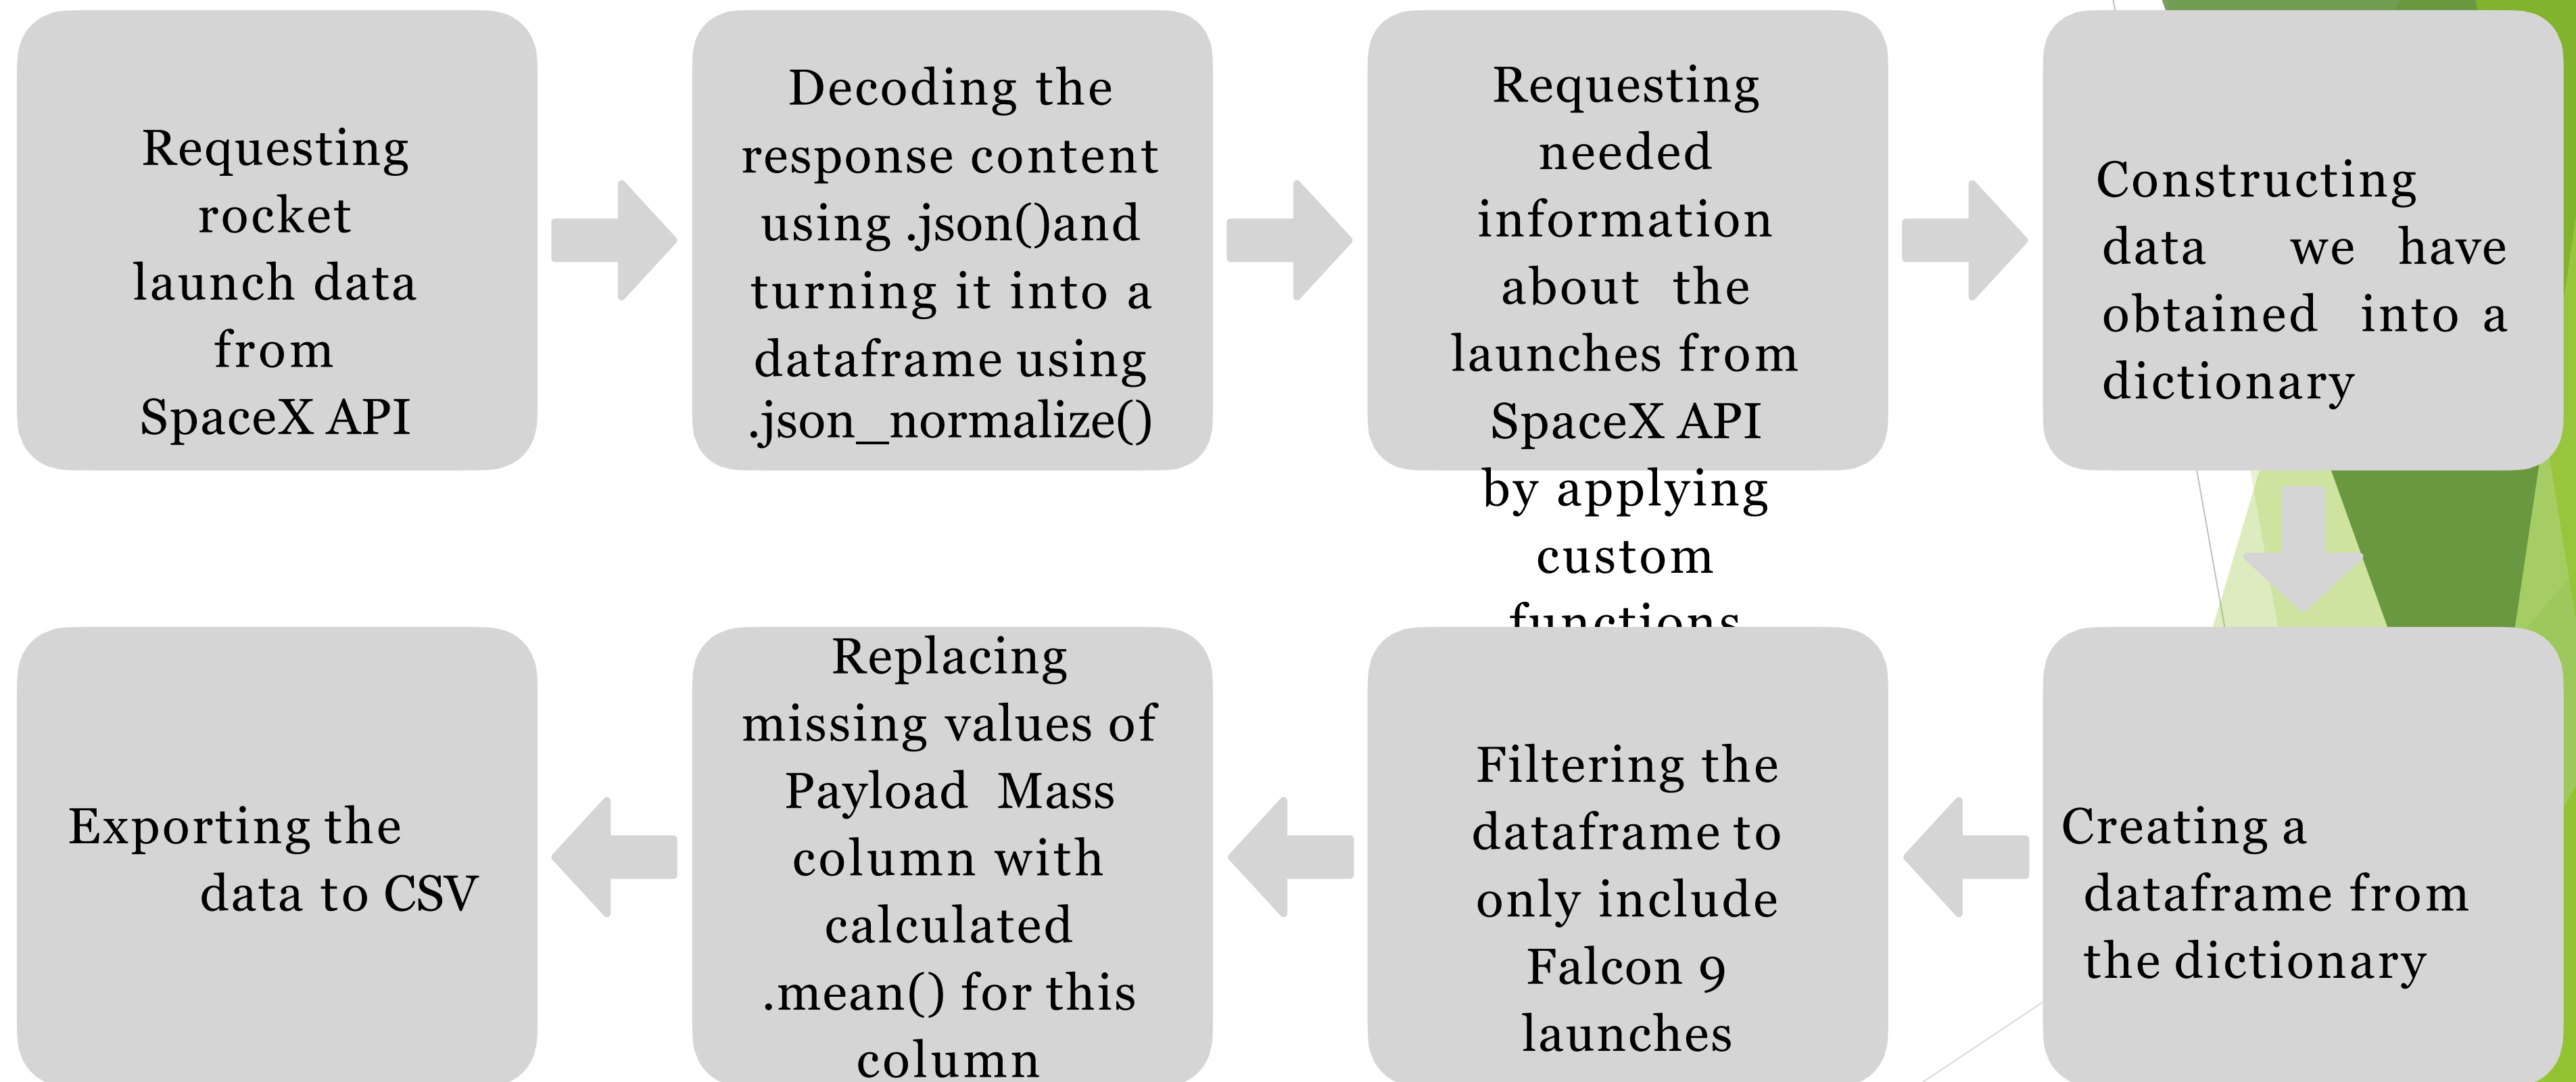 Requesting
rocket
launch data
from
SpaceX API
Decoding the
response content
using .json()and
turning it into a
dataframe using
.json_normalize()
Requesting
needed
information
about the
launches from
SpaceX API
by applying
custom
functions
Constructing
data we have
obtained into a
dictionary
Creating a
dataframe from
the dictionary
Filtering the
dataframe to
only include
Falcon 9
launches
Replacing
missing values of
Payload Mass
column with
calculated
.mean() for this
column
Exporting the
data to CSV